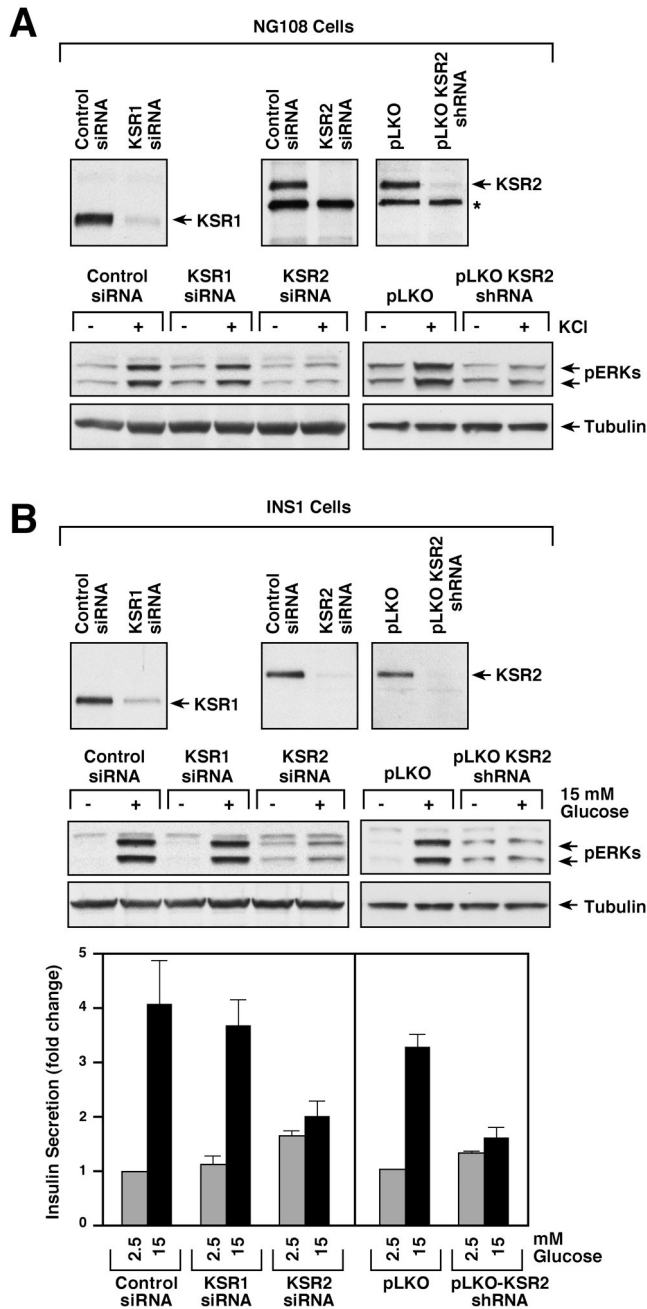 A
NG108 Cells
Control siRNA
KSR1 siRNA
Control siRNA
KSR2 siRNA
pLKO
pLKO KSR2 shRNA
KSR1
KSR2
*
Control siRNA
KSR1 siRNA
KSR2 siRNA
pLKO
pLKO KSR2 shRNA
- + - + - + - + - + KCl
pERKs
Tubulin
B
INS1 Cells
Control siRNA
KSR1 siRNA
Control siRNA
KSR2 siRNA
pLKO
pLKO KSR2 shRNA
KSR1
KSR2
Control siRNA
KSR1 siRNA
KSR2 siRNA
pLKO
pLKO KSR2 shRNA
- + - + - + - + - + 15 mM Glucose
pERKs
Tubulin
Insulin Secretion (fold change)
5
4
3
2
1
0
2.5 15 2.5 15 2.5 15 2.5 15 2.5 15 mM Glucose
Control siRNA
KSR1 siRNA
KSR2 siRNA
pLKO
pLKO-KSR2 shRNA